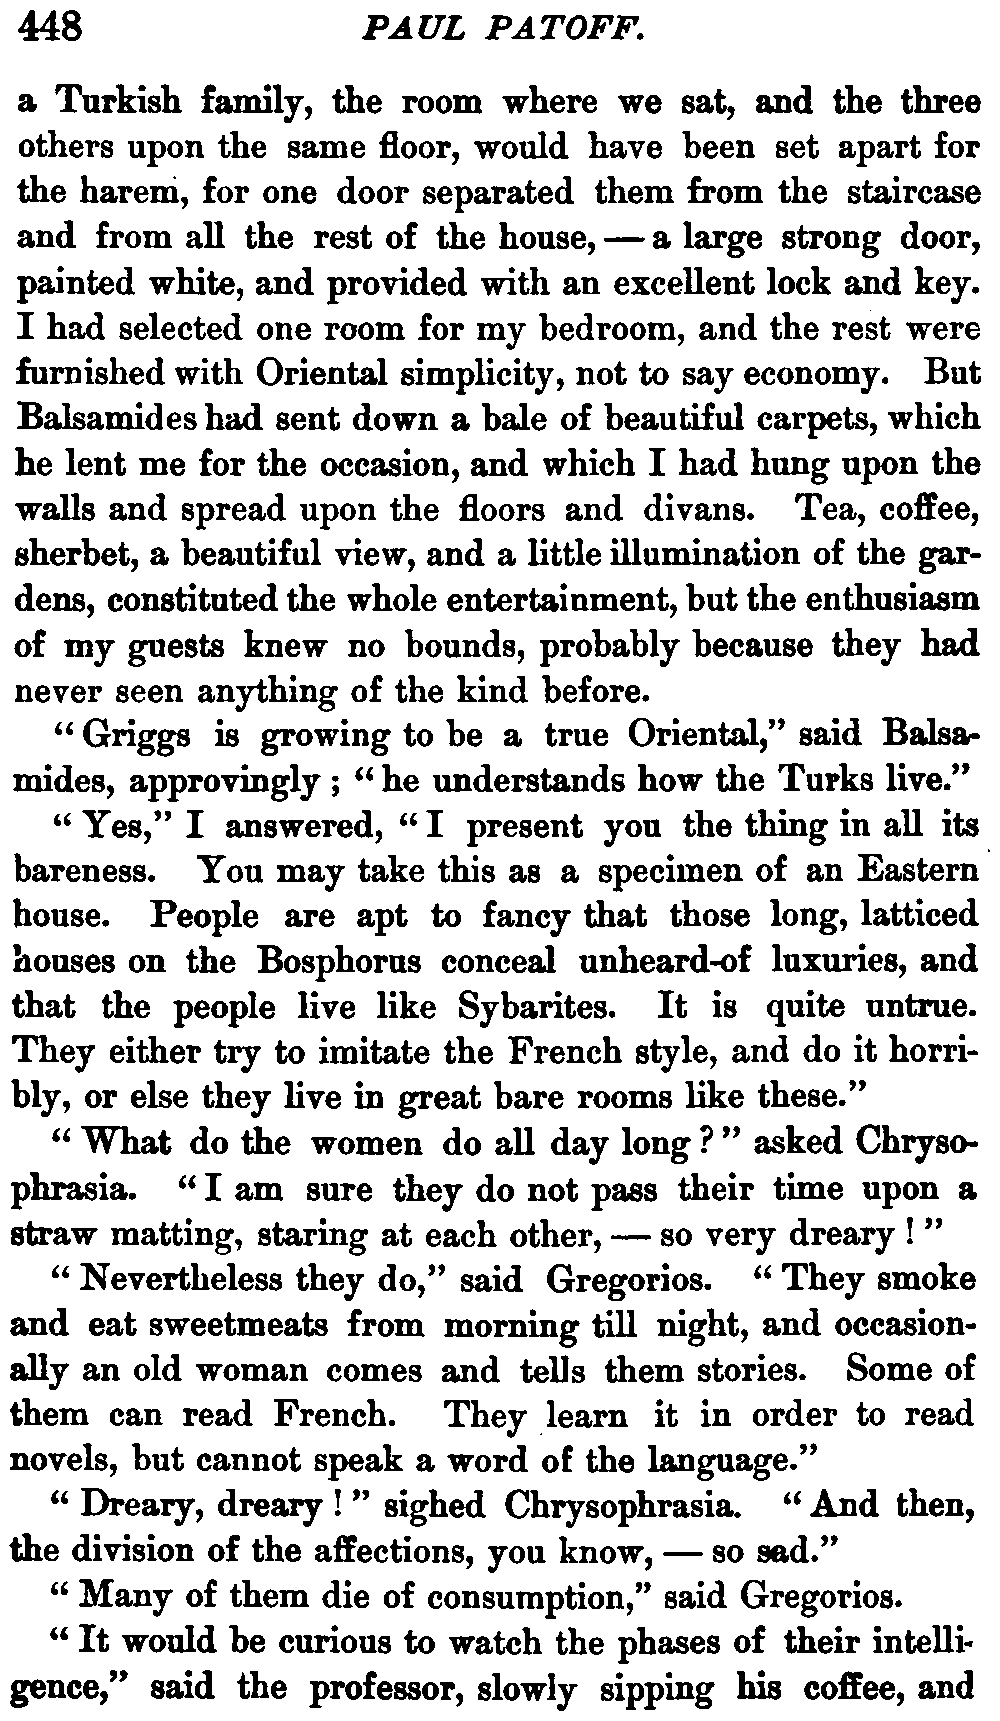 448 PAUL PATOFF.
a Turkish family, the room where we sat, and the three
others upon the same floor, would have been set apart for
the harem, for one door separated them from the staircase
and from all the rest of the house, — a large strong door,
painted white, and provided with an excellent lock and key.
I had selected one room for my bedroom, and the rest were
furnished with Oriental simplicity, not to say economy. But
Balsamides had sent down a bale of beautiful carpets, which
he lent me for the occasion, and which I had hung upon the
walls and spread upon the floors and divans. Tea, coffee,
sherbet, a beautiful view, and a little illumination of the gar-
dens, constituted the whole entertainment, but the enthusiasm
of my guests knew no bounds, probably because they had
never seen anything of the kind before.
“Griggs is growing to be a true Oriental,” said Balsa-
mides, approvingly; “he understands how the Turks live.”
“Yes,” I answered, “I present you the thing in all its
bareness. You may take this as a specimen of an Eastern
house. People are apt to fancy that those long, latticed
houses on the Bosphorus conceal unheard-of luxuries, and
that the people live like Sybarites. It is quite untrue.
They either try to imitate the French style, and do it horri-
bly, or else they live in great bare rooms like these.”
“What do the women do all day long?” asked Chryso-
phrasia. “I am sure they do not pass their time upon a
straw matting, staring at each other, — so very dreary!”
“Nevertheless they do,” said Gregorios. “They smoke
and eat sweetmeats from morning till night, and occasion-
ally an old woman comes and tells them stories. Some of
them can read French. They learn it in order to read
novels, but cannot speak a word of the language.”
“Dreary, dreary!” sighed Chrysophrasia. “And then,
the division of the affections, you know, — so sad.”
“Many of them die of consumption,” said Gregorios.
“It would be curious to watch the phases of their intelli-
gence,” said the professor, slowly sipping his coffee, and